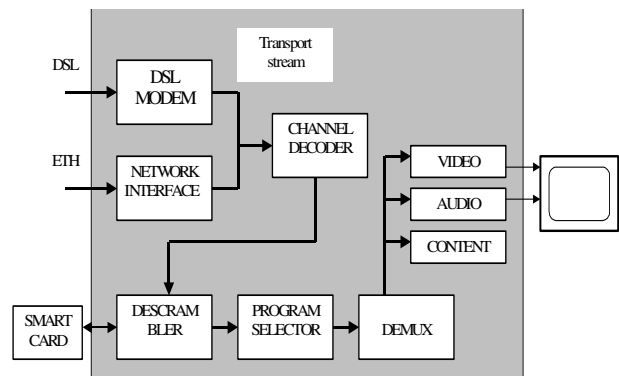 Transport
stream
DSL
DSL
MODEM
CHANNEL
DECODER
ETH
NETWORK
INTERFACE
VIDEO
AUDIO
CONTENT
SMART
CARD
DESCRAM
BLER
PROGRAM
SELECTOR
DEMUX